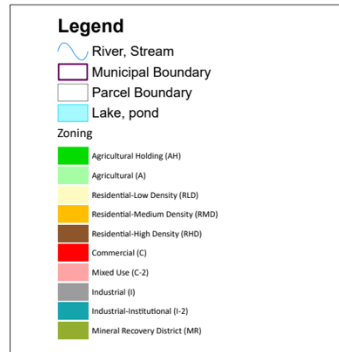 Legend
River, Stream
Municipal Boundary
Parcel Boundary
Lake, pond
Zoning
Agricultural Holding (AH)
Agricultural (A)
Residential-Low Density (RLD)
Residential-Medium Density (RMD)
Residential-High Density (RHD)
Commercial (C)
Mixed Use (C-2)
Industrial (I)
Industrial-Institutional (I-2)
Mineral Recovery District (MR)